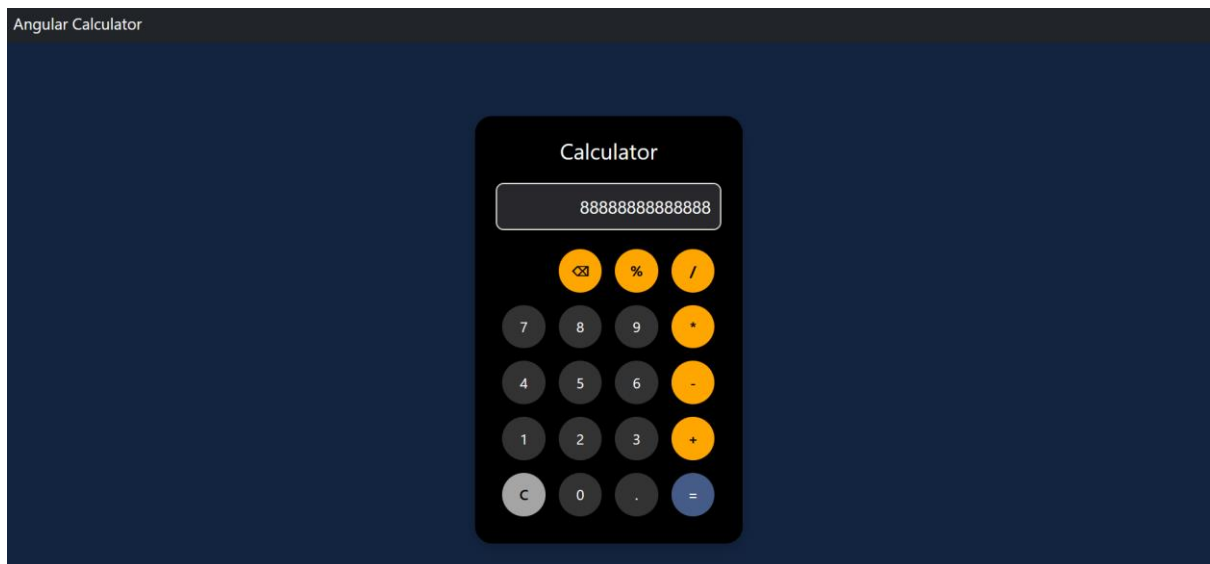 Angular Calculator
Calculator
88888888888888
⌫ % /
7 8 9 *
4 5 6 -
1 2 3 +
C 0 . =